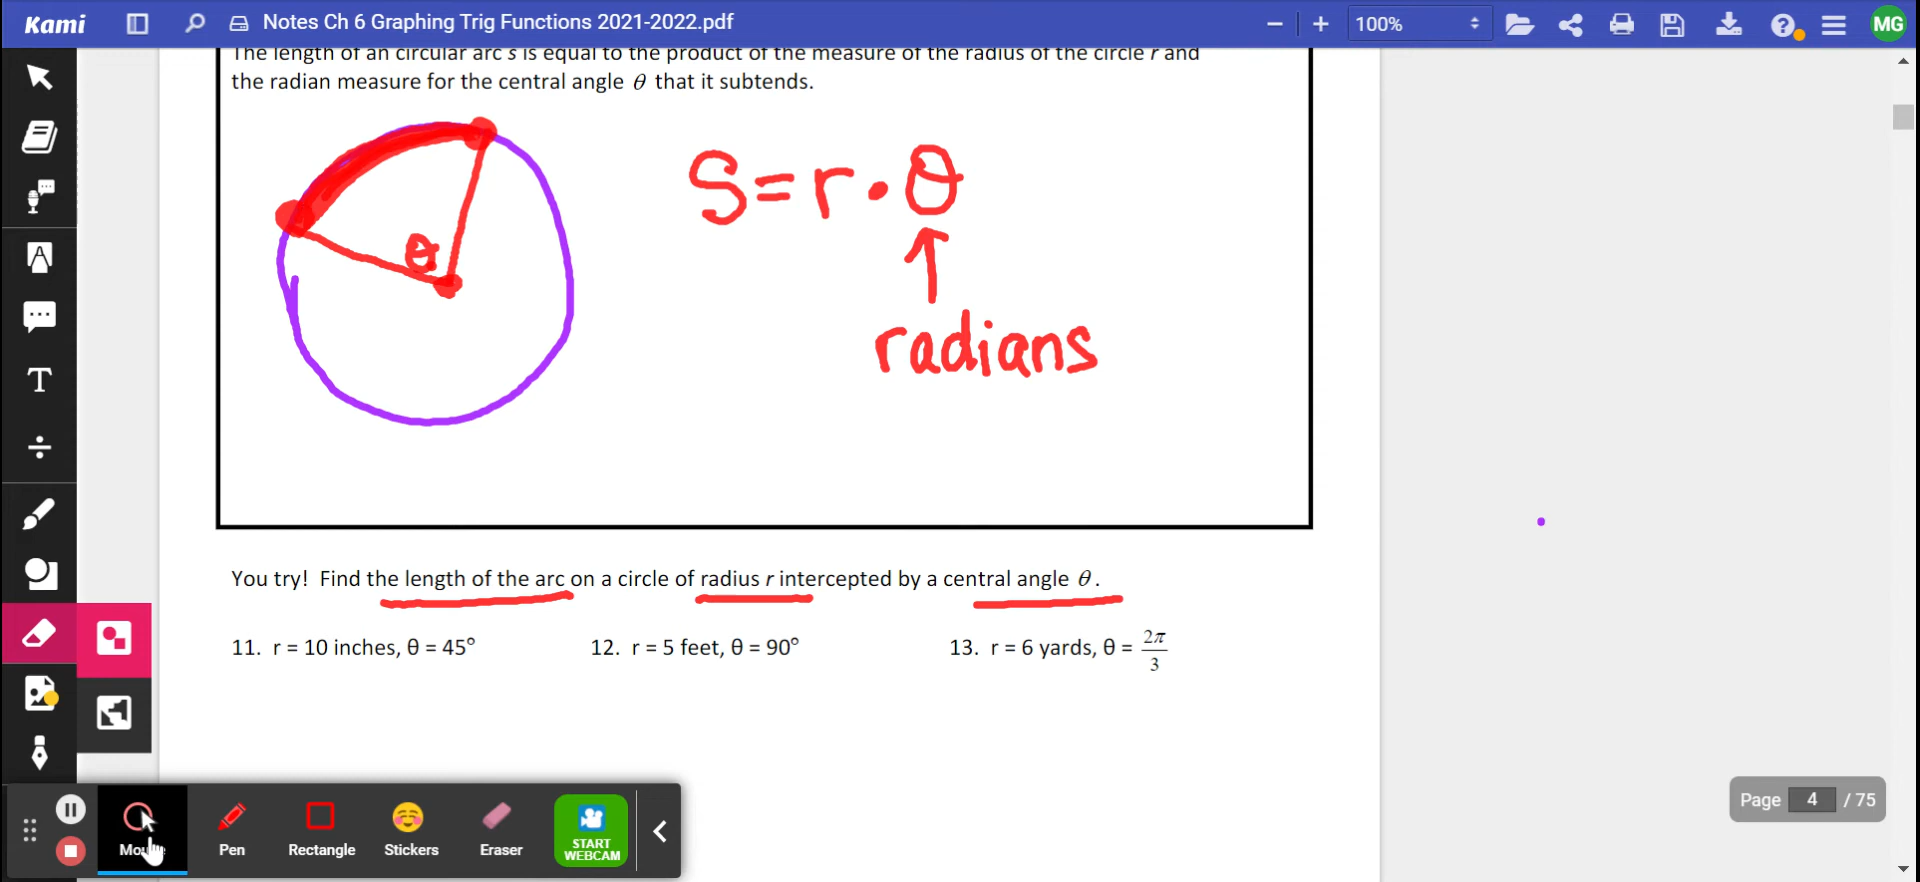 Kami
Notes Ch 6 Graphing Trig Functions 2021-2022.pdf
100%
MG
The length of an circular arc s is equal to the product of the measure of the radius of the circle r and
the radian measure for the central angle θ that it subtends.
θ
S = r · θ
radians
You try! Find the length of the arc on a circle of radius r intercepted by a central angle θ.
11. r = 10 inches, θ = 45°
12. r = 5 feet, θ = 90°
13. r = 6 yards, θ = 2π/3
Page 4 / 75
Pen
Rectangle
Stickers
Eraser
START
WEBCAM